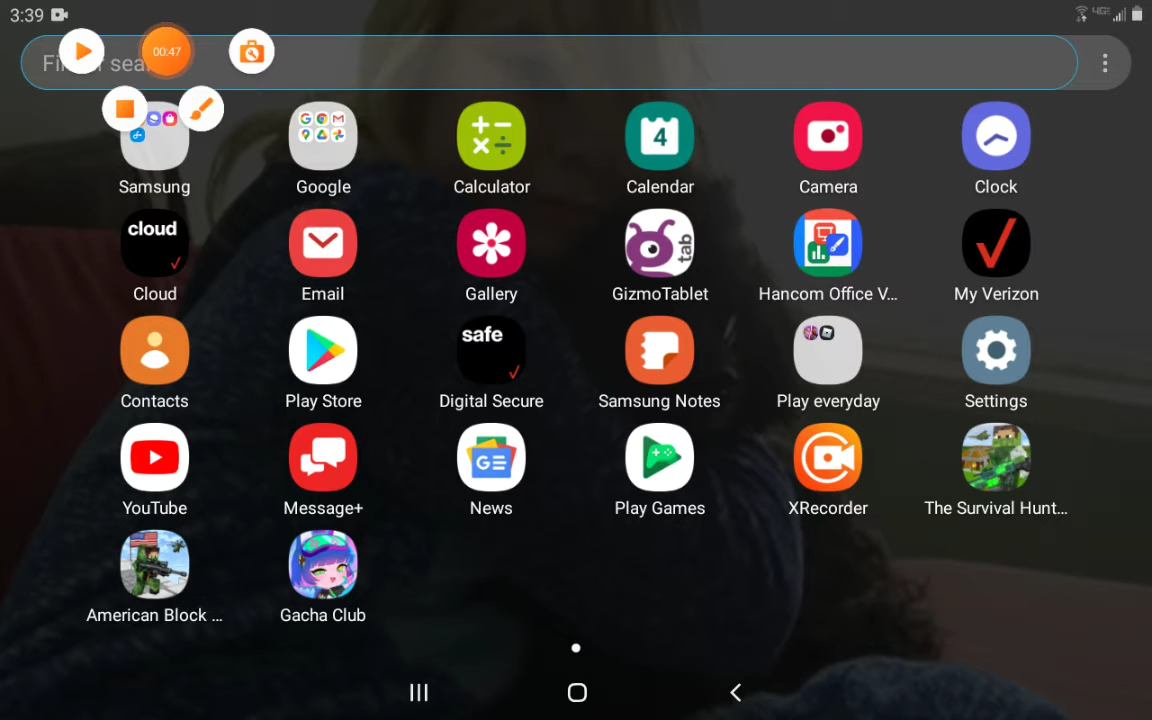 3:39
4GE
00:47
Samsung
Google
Calculator
4
Calendar
Camera
Clock
cloud
Cloud
Email
Gallery
tab
GizmoTablet
Hancom Office V...
My Verizon
Contacts
Play Store
safe
Digital Secure
Samsung Notes
Play everyday
Settings
YouTube
Message+
GE
News
Play Games
XRecorder
The Survival Hunt...
American Block ...
Gacha Club